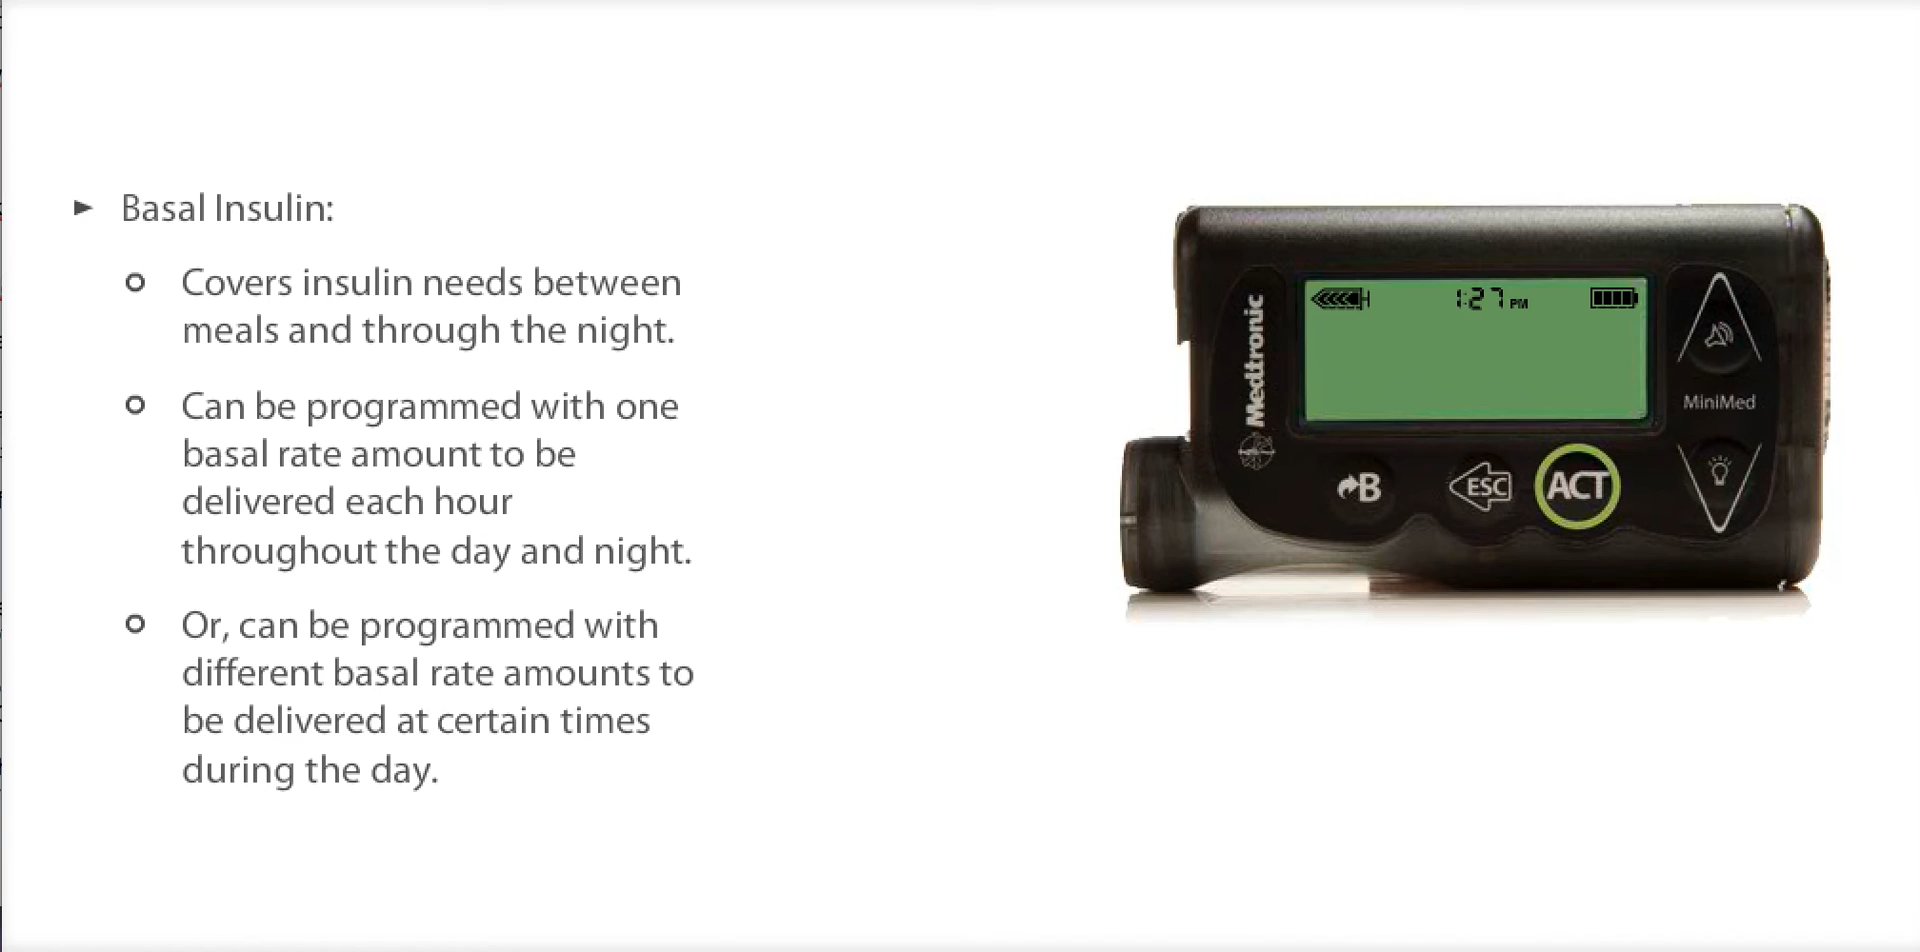 ► Basal Insulin:
Covers insulin needs between
meals and through the night.
Can be programmed with one
basal rate amount to be
delivered each hour
throughout the day and night.
Or, can be programmed with
different basal rate amounts to
be delivered at certain times
during the day.
Medtronic
1:27 PM
MiniMed
B
ESC
ACT